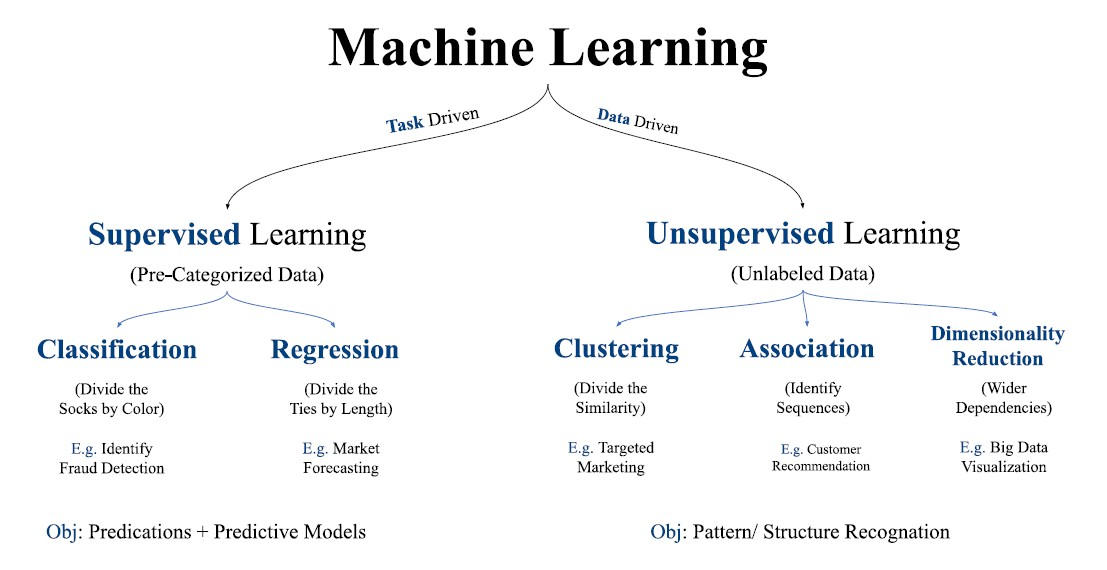 Machine Learning
Task Driven
Data Driven
Supervised Learning
(Pre-Categorized Data)
Classification
(Divide the
Socks by Color)
E.g. Identify
Fraud Detection
Regression
(Divide the
Ties by Length)
E.g. Market
Forecasting
Obj: Predications + Predictive Models
Unsupervised Learning
(Unlabeled Data)
Clustering
(Divide the
Similarity)
E.g. Targeted
Marketing
Association
(Identify
Sequences)
E.g. Customer
Recommendation
Dimensionality
Reduction
(Wider
Dependencies)
E.g. Big Data
Visualization
Obj: Pattern/ Structure Recognation